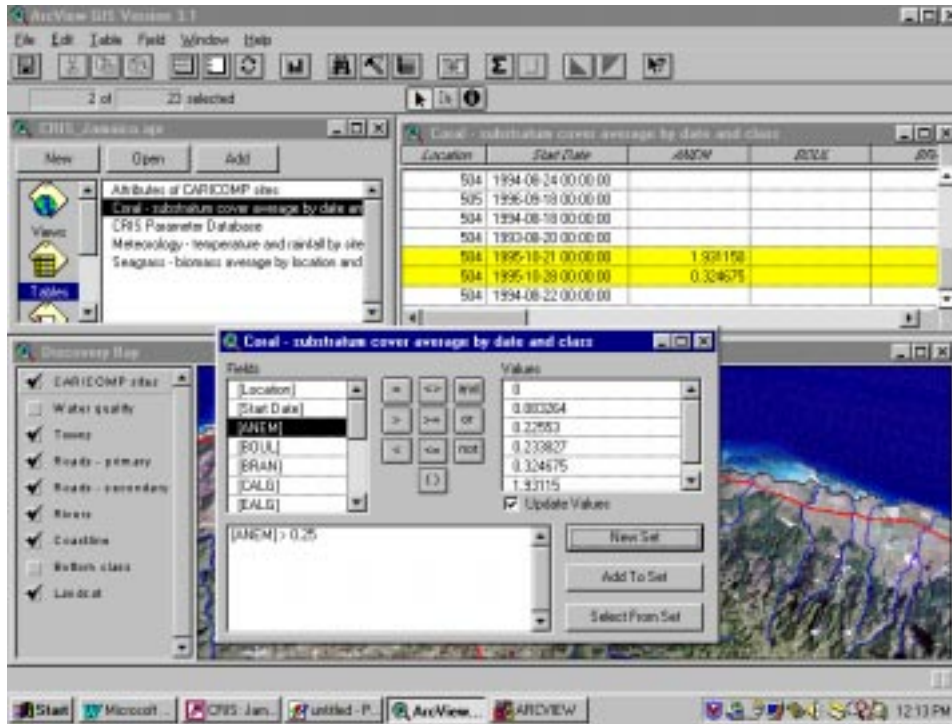 ArcView GIS Version 3.1
File Edit Table Field Window Help
2 of 23 selected
CRIS_Jamaica.apr
New Open Add
Views
Tables
Attributes of CARICOMP sites
Coral - substratum cover average by date an
CRIS Parameter Database
Meteorology - temperature and rainfall by site
Seagrass - biomass average by location and
Coral - substratum cover average by date and class
Location Start Date ANEM BOUL
504 1994-08-24 00:00:00
505 1996-09-18 00:00:00
504 1994-08-18 00:00:00
504 1993-08-20 00:00:00
504 1995-10-21 00:00:00 1.931150
504 1995-10-28 00:00:00 0.324675
504 1994-08-22 00:00:00
Discovery Bay
CARICOMP sites
Water quality
Towns
Roads - primary
Roads - secondary
Rivers
Coastline
Bottom class
Landsat
Coral - substratum cover average by date and class
Fields
[Location]
[Start Date]
[ANEM]
[BOUL]
[BRAN]
[CALG]
[EALG]
= <> and
> >= or
< <= not
( )
Values
0
0.083264
0.22553
0.233827
0.324675
1.93115
Update Values
[ANEM] > 0.25
New Set
Add To Set
Select From Set
Start Microsoft ... CRIS: Jam... untitled - P... ArcView... ARCVIEW 12:13 PM